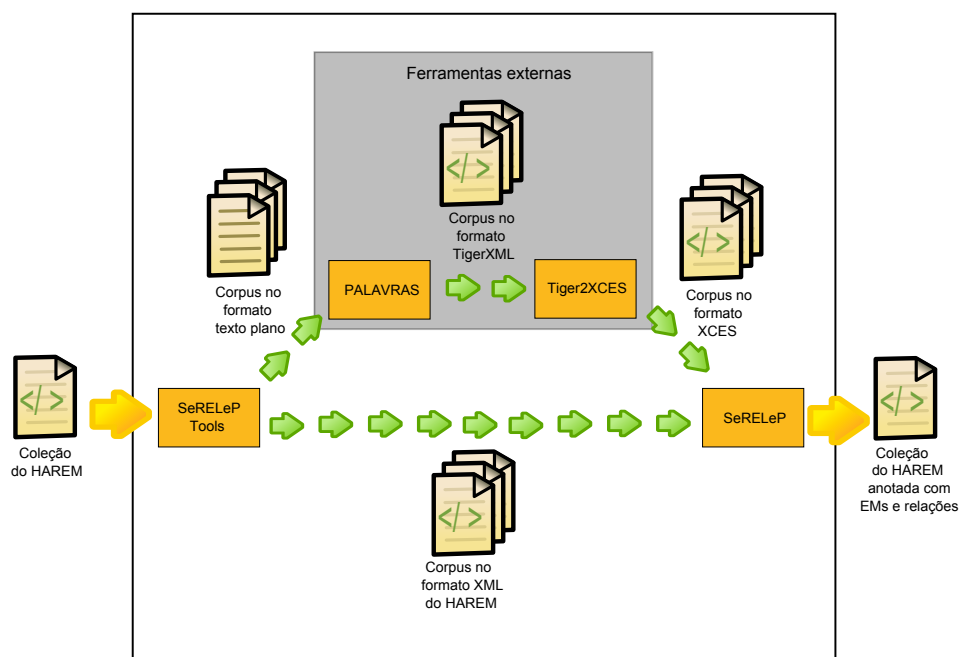 Ferramentas externas
Corpus no
formato
TigerXML
PALAVRAS
Tiger2XCES
Corpus no
formato
texto plano
Corpus no
formato
XCES
Coleção
do HAREM
SeRELeP
Tools
SeRELeP
Coleção
do HAREM
anotada com
EMs e relações
Corpus no
formato XML
do HAREM